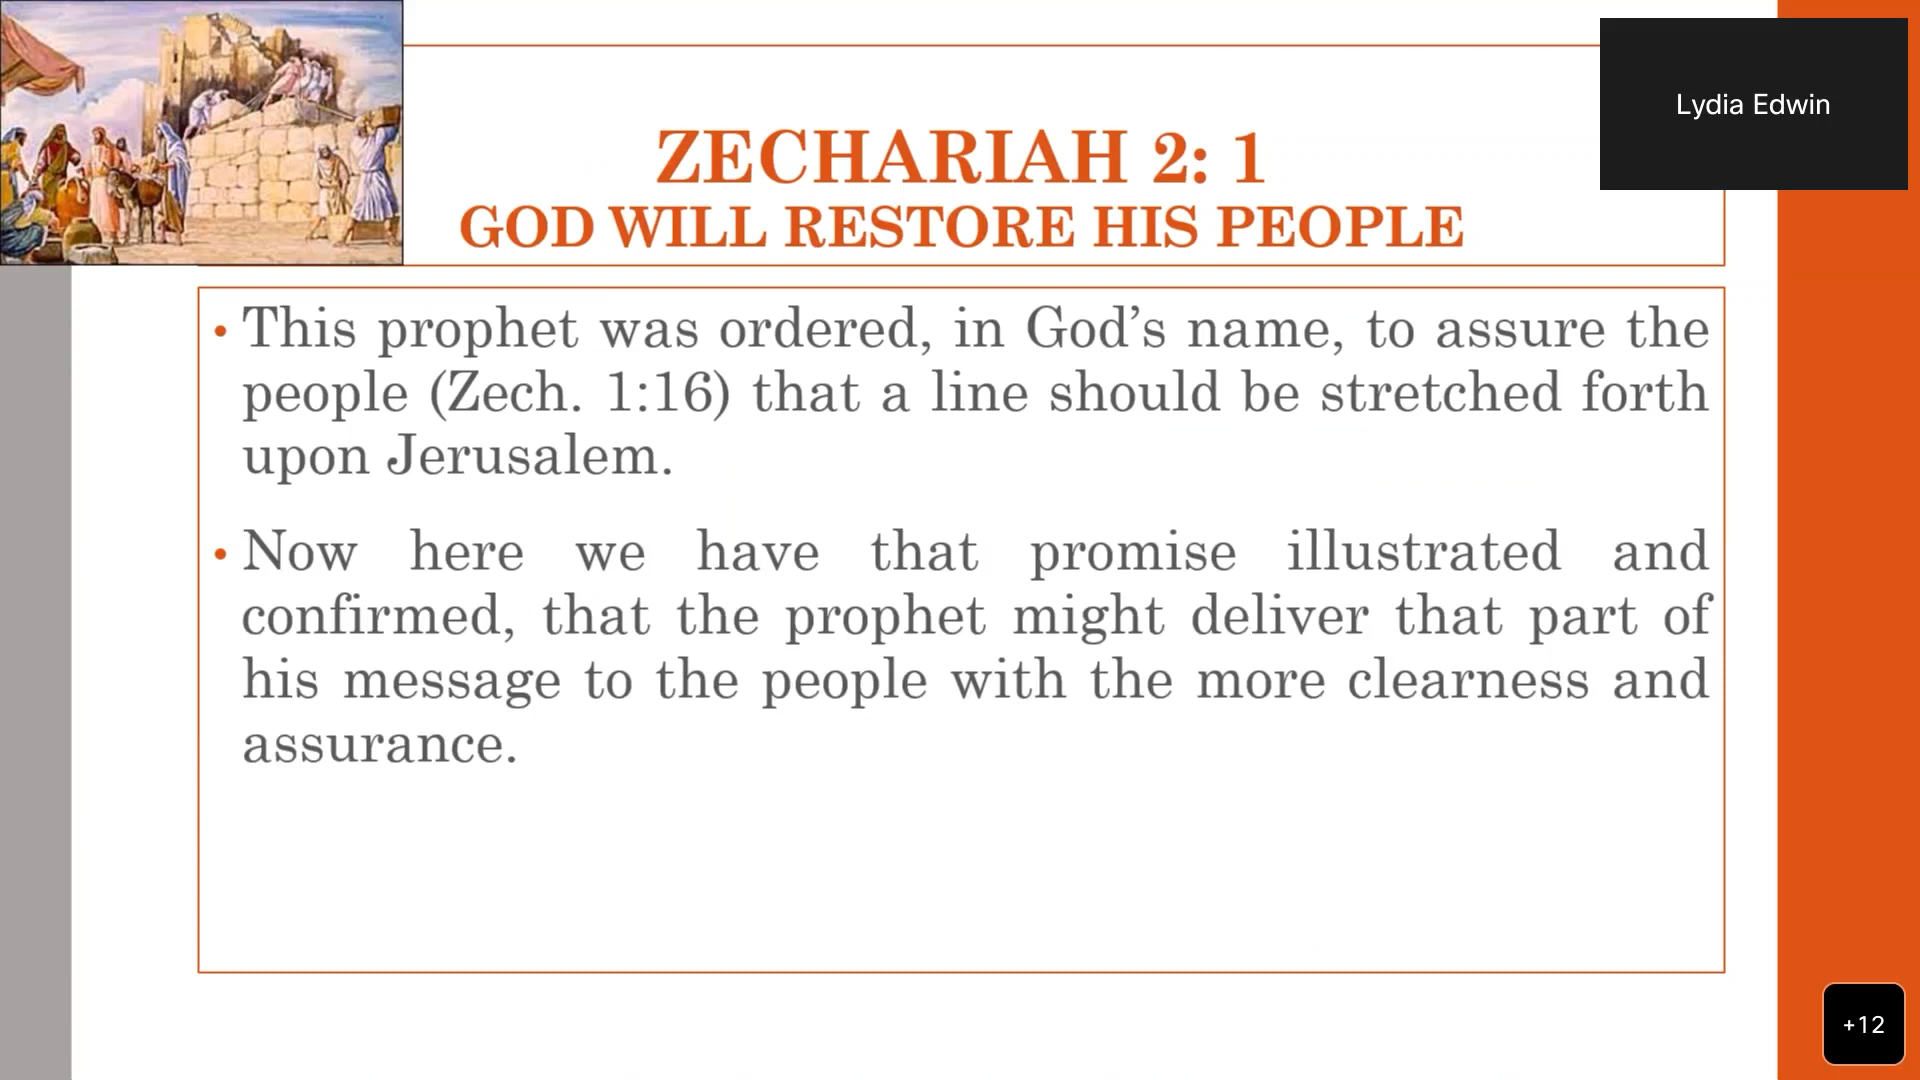 ZECHARIAH 2: 1
GOD WILL RESTORE HIS PEOPLE
Lydia Edwin
• This prophet was ordered, in God’s name, to assure the
people (Zech. 1:16) that a line should be stretched forth
upon Jerusalem.
• Now here we have that promise illustrated and
confirmed, that the prophet might deliver that part of
his message to the people with the more clearness and
assurance.
+12